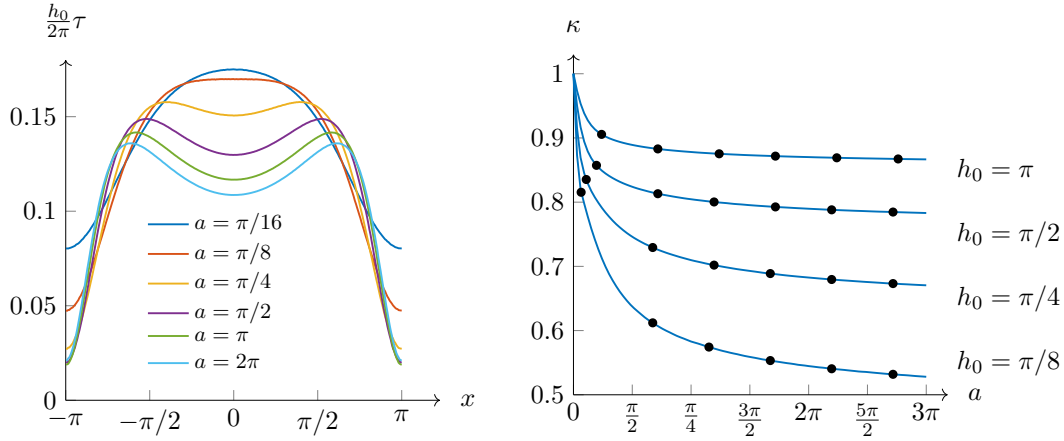 h₀/2π τ
0.15
0.1
0.05
0
−π
−π/2
0
π/2
π
x
a = π/16
a = π/8
a = π/4
a = π/2
a = π
a = 2π
κ
1
0.9
0.8
0.7
0.6
0.5
0
π/2
π/4
3π/2
2π
5π/2
3π
a
h₀ = π
h₀ = π/2
h₀ = π/4
h₀ = π/8